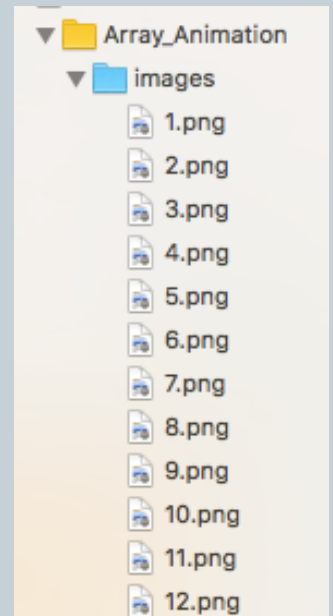 Array_Animation
images
1.png
2.png
3.png
4.png
5.png
6.png
7.png
8.png
9.png
10.png
11.png
12.png